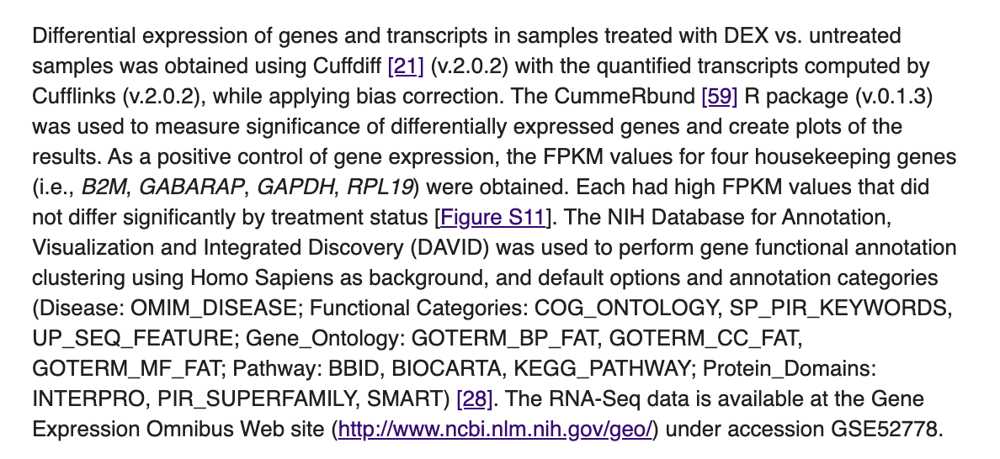 Differential expression of genes and transcripts in samples treated with DEX vs. untreated
samples was obtained using Cuffdiff [21] (v.2.0.2) with the quantified transcripts computed by
Cufflinks (v.2.0.2), while applying bias correction. The CummeRbund [59] R package (v.0.1.3)
was used to measure significance of differentially expressed genes and create plots of the
results. As a positive control of gene expression, the FPKM values for four housekeeping genes
(i.e., B2M, GABARAP, GAPDH, RPL19) were obtained. Each had high FPKM values that did
not differ significantly by treatment status [Figure S11]. The NIH Database for Annotation,
Visualization and Integrated Discovery (DAVID) was used to perform gene functional annotation
clustering using Homo Sapiens as background, and default options and annotation categories
(Disease: OMIM_DISEASE; Functional Categories: COG_ONTOLOGY, SP_PIR_KEYWORDS,
UP_SEQ_FEATURE; Gene_Ontology: GOTERM_BP_FAT, GOTERM_CC_FAT,
GOTERM_MF_FAT; Pathway: BBID, BIOCARTA, KEGG_PATHWAY; Protein_Domains:
INTERPRO, PIR_SUPERFAMILY, SMART) [28]. The RNA-Seq data is available at the Gene
Expression Omnibus Web site (http://www.ncbi.nlm.nih.gov/geo/) under accession GSE52778.